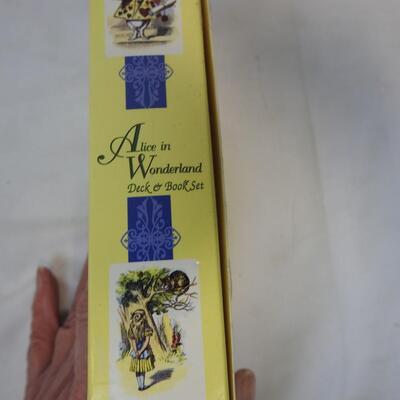 Alice in
Wonderland
Deck & Book Set